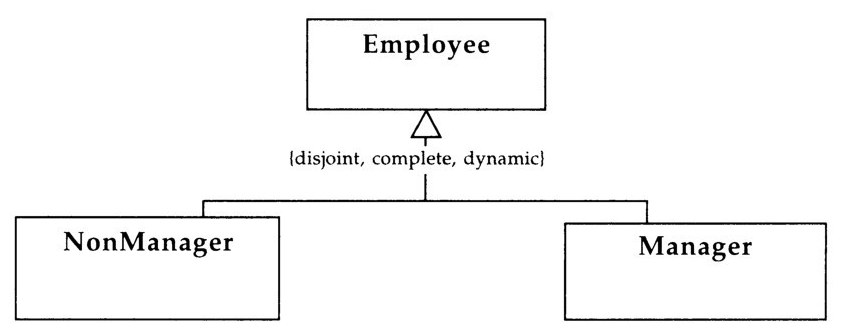 Employee
{disjoint, complete, dynamic}
NonManager
Manager